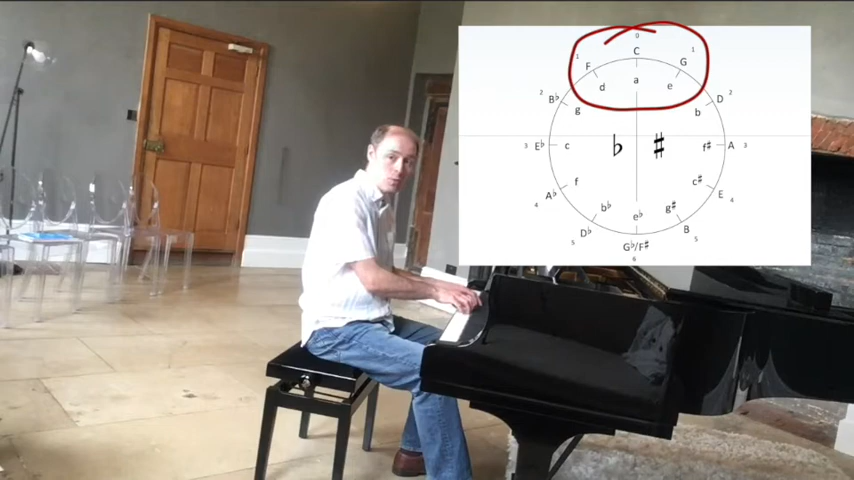 0
C
1 F G 1
d a e
2 B♭ D 2
g b
3 E♭ c ♭ ♯ f♯ A 3
f c♯
4 A♭ E 4
b♭ g♯
e♭
5 D♭ B 5
G♭/F♯
6